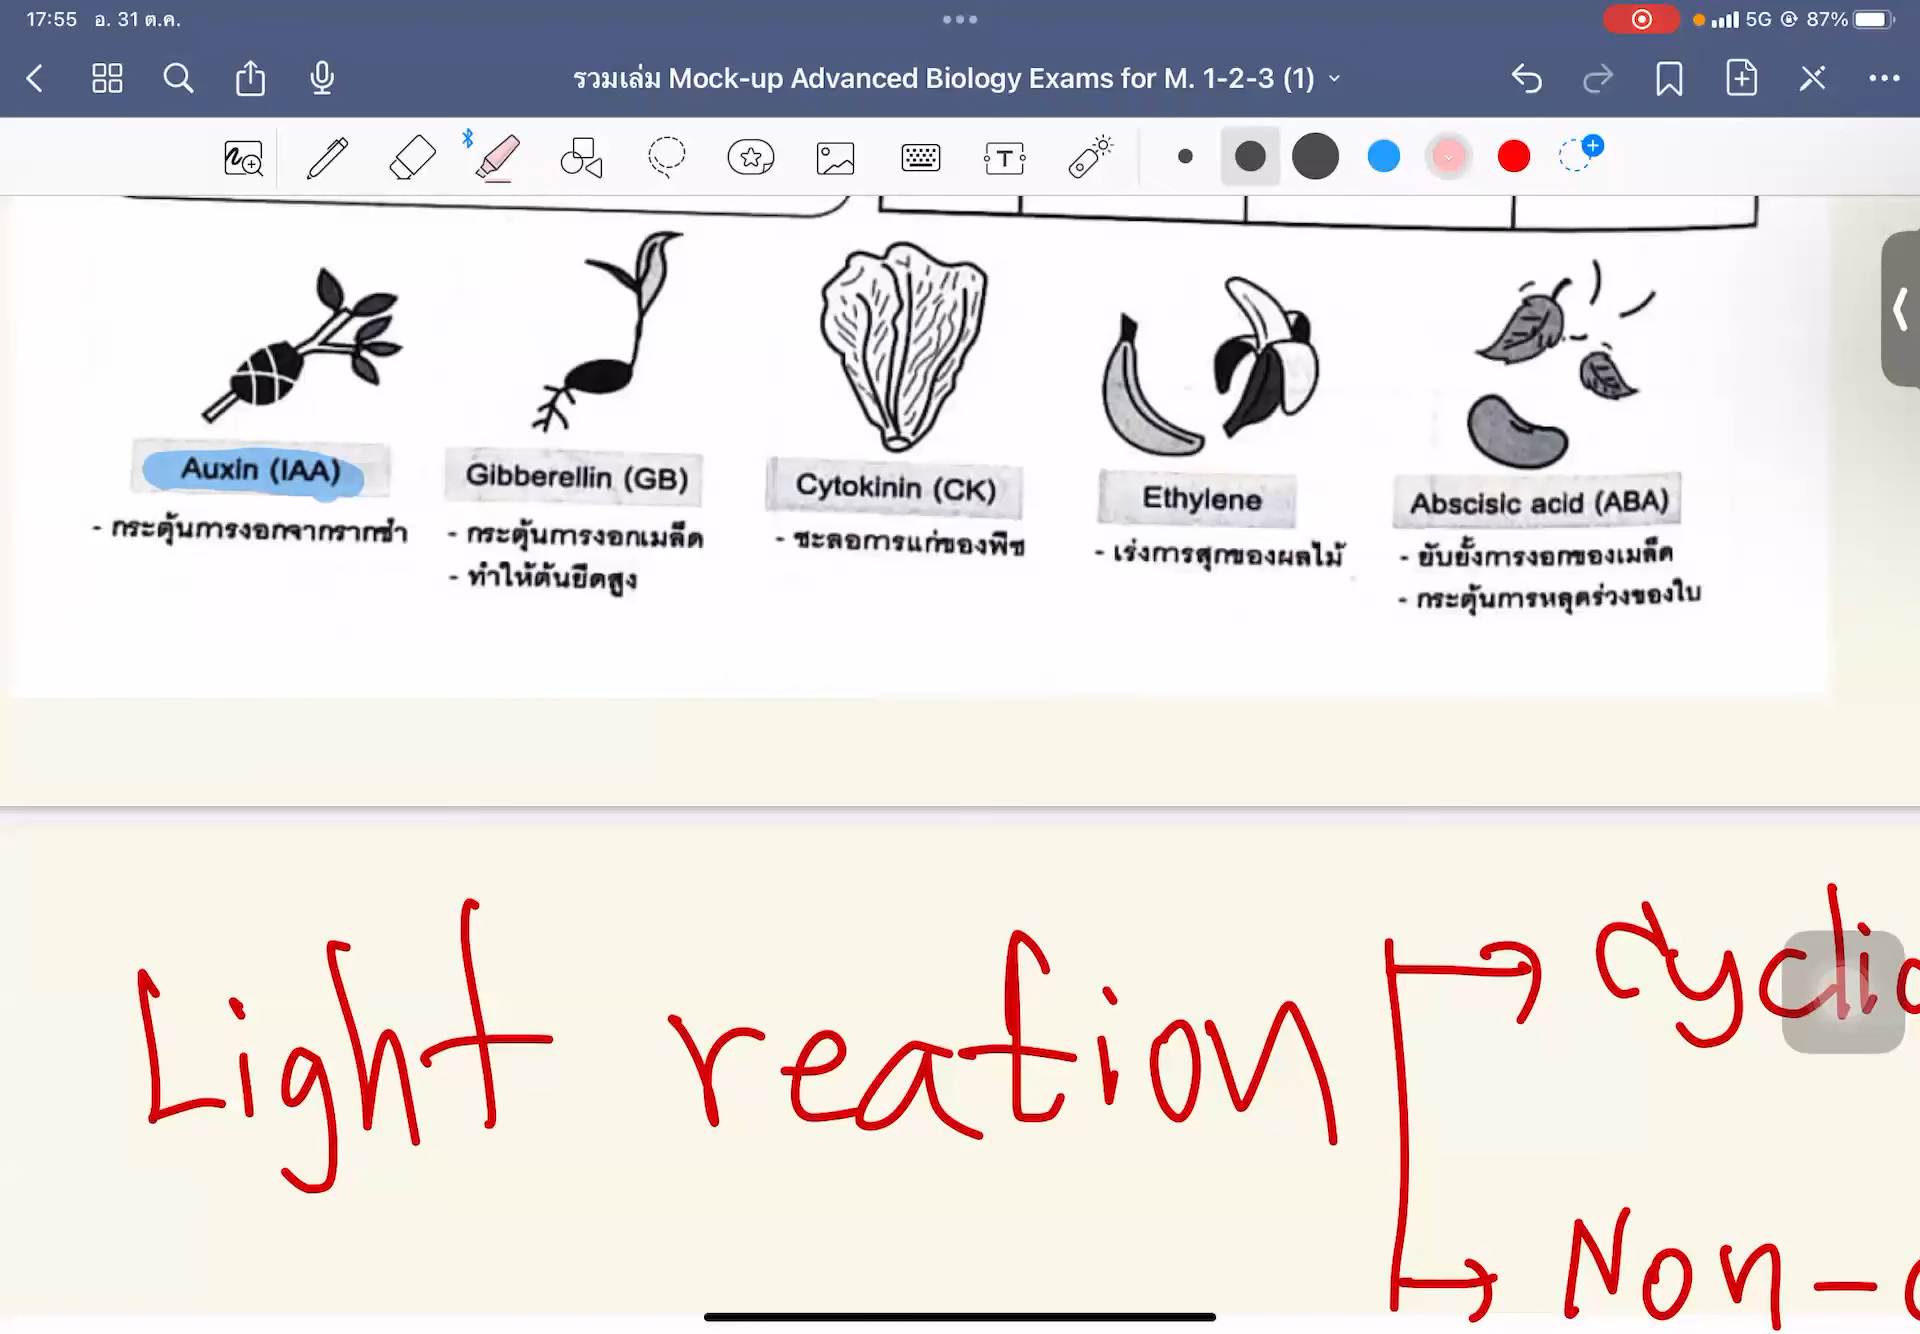 17:55 อ. 31 ต.ค.
5G 87%
รวมเล่ม Mock-up Advanced Biology Exams for M. 1-2-3 (1)
T
Auxin (IAA)
- กระตุ้นการงอกจากรากซำ
Gibberellin (GB)
- กระตุ้นการงอกเมล็ด
- ทำให้ต้นยืดสูง
Cytokinin (CK)
- ชะลอการแก่ของพืช
Ethylene
- เร่งการสุกของผลไม้
Abscisic acid (ABA)
- ยับยั้งการงอกของเมล็ด
- กระตุ้นการหลุดร่วงของใบ
Light reation
cyclic
Non-